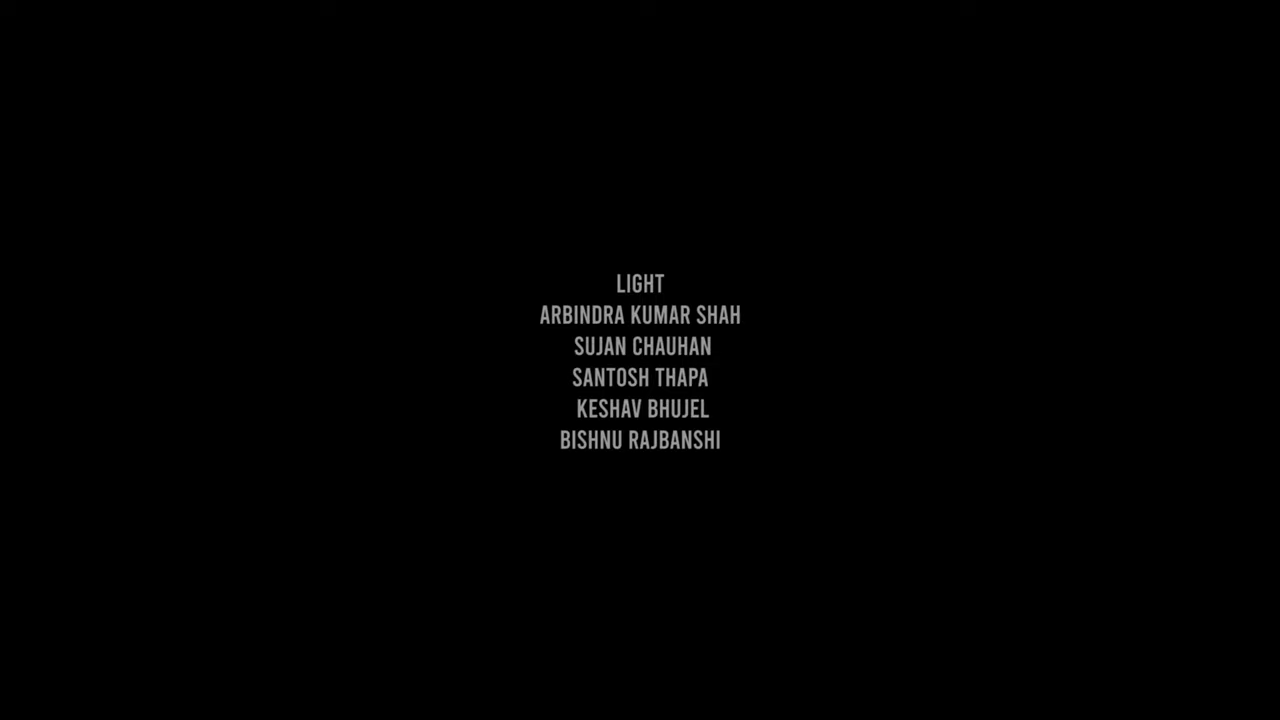 LIGHT
ARBINDRA KUMAR SHAH
SUJAN CHAUHAN
SANTOSH THAPA
KESHAV BHUJEL
BISHNU RAJBANSHI